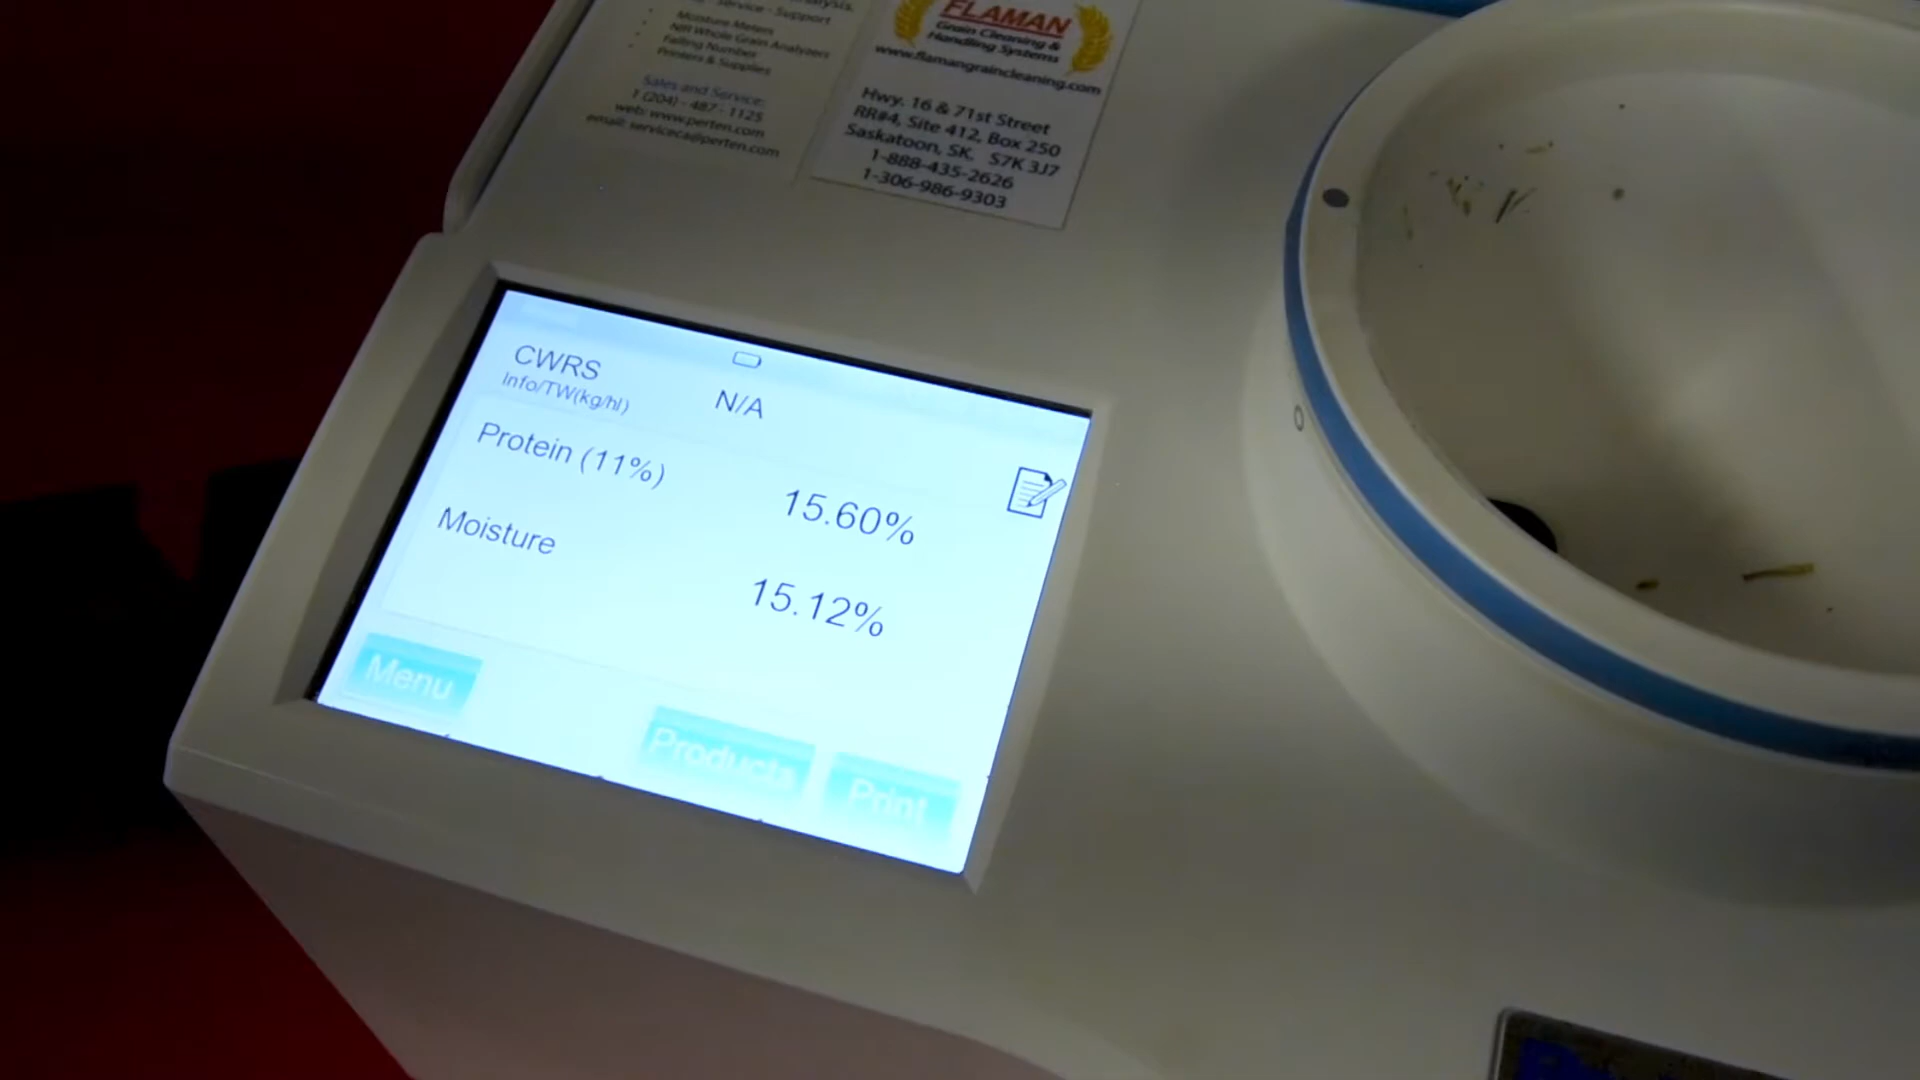 Service - Support
Moisture Meters
NIR Whole Grain Analyzers
Falling Number
Printers & Supplies
Sales and Service:
1 (204) - 487 - 1125
web: www.perten.com
email: serviceca@perten.com
FLAMAN
Grain Cleaning &
Handling Systems
www.flamangraincleaning.com
Hwy. 16 & 71st Street
RR#4, Site 412, Box 250
Saskatoon, SK. S7K 3J7
1-888-435-2626
1-306-986-9303
CWRS
Info/TW(kg/hl) N/A
Protein (11%) 15.60%
Moisture 15.12%
Menu Products Print
0